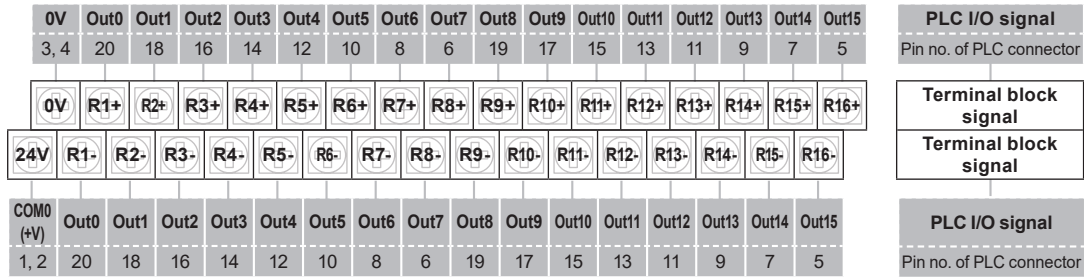 0V Out0 Out1 Out2 Out3 Out4 Out5 Out6 Out7 Out8 Out9 Out10 Out11 Out12 Out13 Out14 Out15 PLC I/O signal
3, 4 20 18 16 14 12 10 8 6 19 17 15 13 11 9 7 5 Pin no. of PLC connector
0V R1+ R2+ R3+ R4+ R5+ R6+ R7+ R8+ R9+ R10+ R11+ R12+ R13+ R14+ R15+ R16+ Terminal block
signal
24V R1- R2- R3- R4- R5- R6- R7- R8- R9- R10- R11- R12- R13- R14- R15- R16- Terminal block
signal
COM0
(+V) Out0 Out1 Out2 Out3 Out4 Out5 Out6 Out7 Out8 Out9 Out10 Out11 Out12 Out13 Out14 Out15 PLC I/O signal
1, 2 20 18 16 14 12 10 8 6 19 17 15 13 11 9 7 5 Pin no. of PLC connector